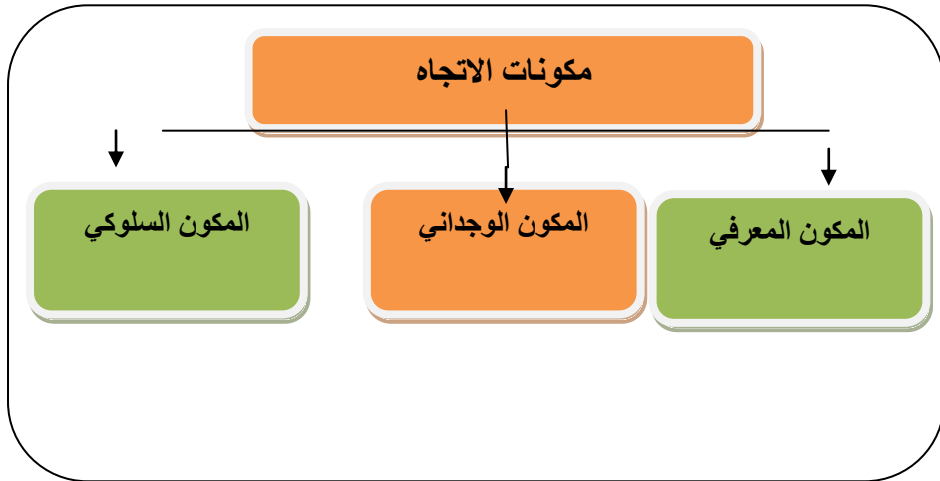 مكونات الاتجاه
المكون المعرفي
المكون الوجداني
المكون السلوكي